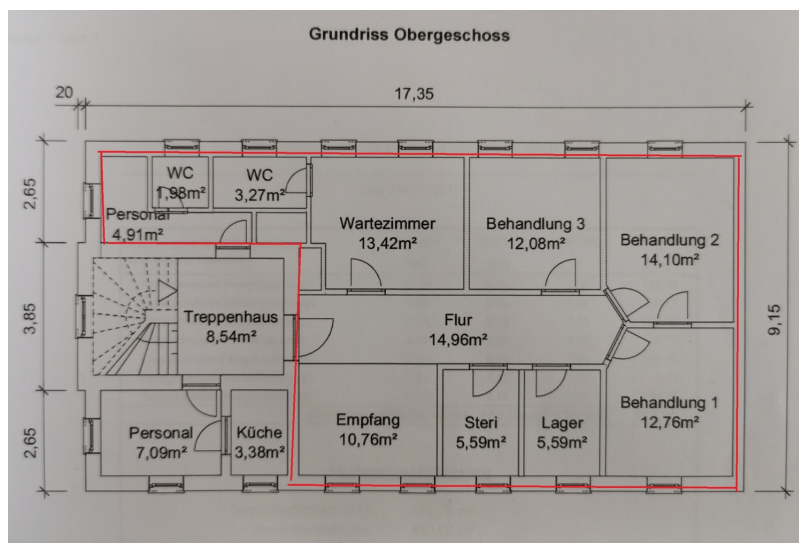 Grundriss Obergeschoss
20
17,35
2,65
3,85
2,65
9,15
WC
1,98m²
WC
3,27m²
Personal
4,91m²
Wartezimmer
13,42m²
Behandlung 3
12,08m²
Behandlung 2
14,10m²
Treppenhaus
8,54m²
Flur
14,96m²
Personal
7,09m²
Küche
3,38m²
Empfang
10,76m²
Steri
5,59m²
Lager
5,59m²
Behandlung 1
12,76m²